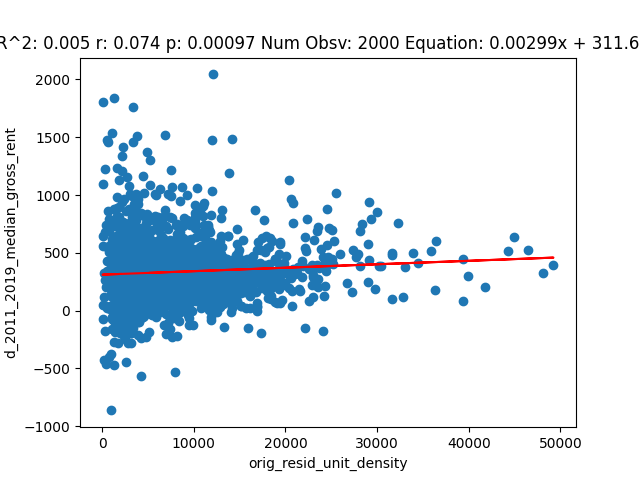 R^2: 0.005 r: 0.074 p: 0.00097 Num Obsv: 2000 Equation: 0.00299x + 311.6
2000
1500
1000
500
0
−500
−1000
d_2011_2019_median_gross_rent
0 10000 20000 30000 40000 50000
orig_resid_unit_density